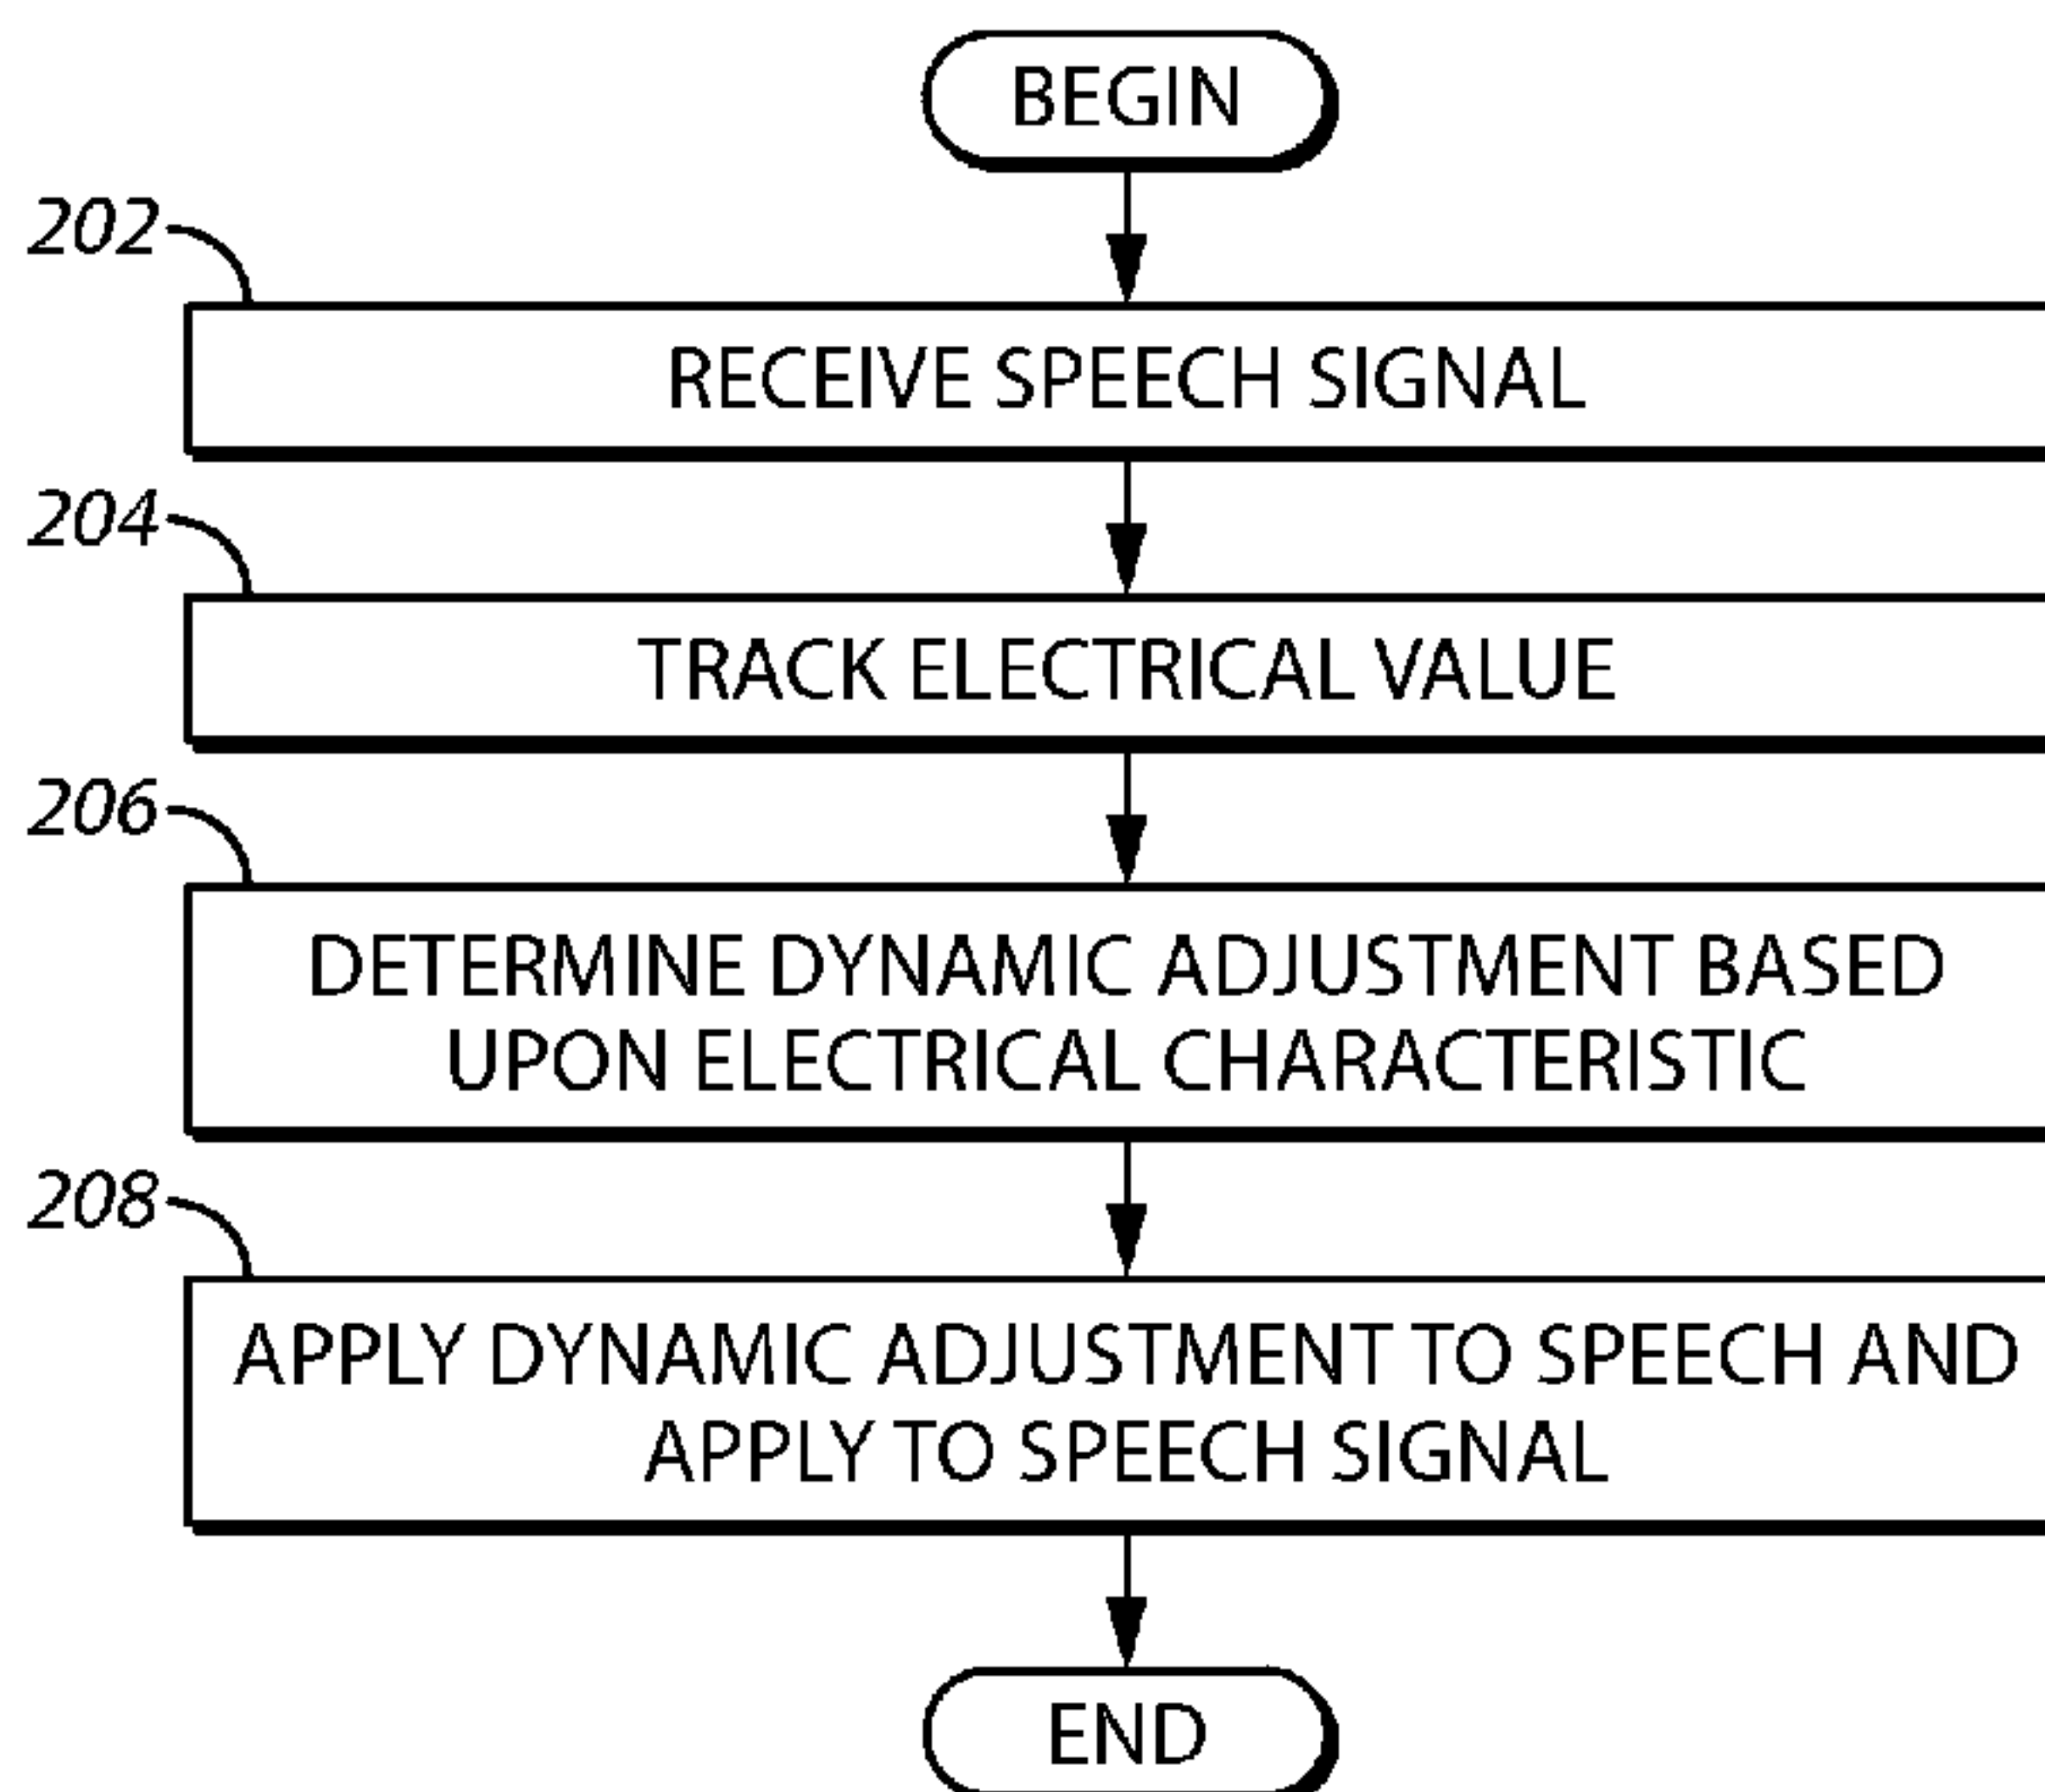 BEGIN
202
RECEIVE SPEECH SIGNAL
204
TRACK ELECTRICAL VALUE
206
DETERMINE DYNAMIC ADJUSTMENT BASED
UPON ELECTRICAL CHARACTERISTIC
208
APPLY DYNAMIC ADJUSTMENT TO SPEECH AND
APPLY TO SPEECH SIGNAL
END